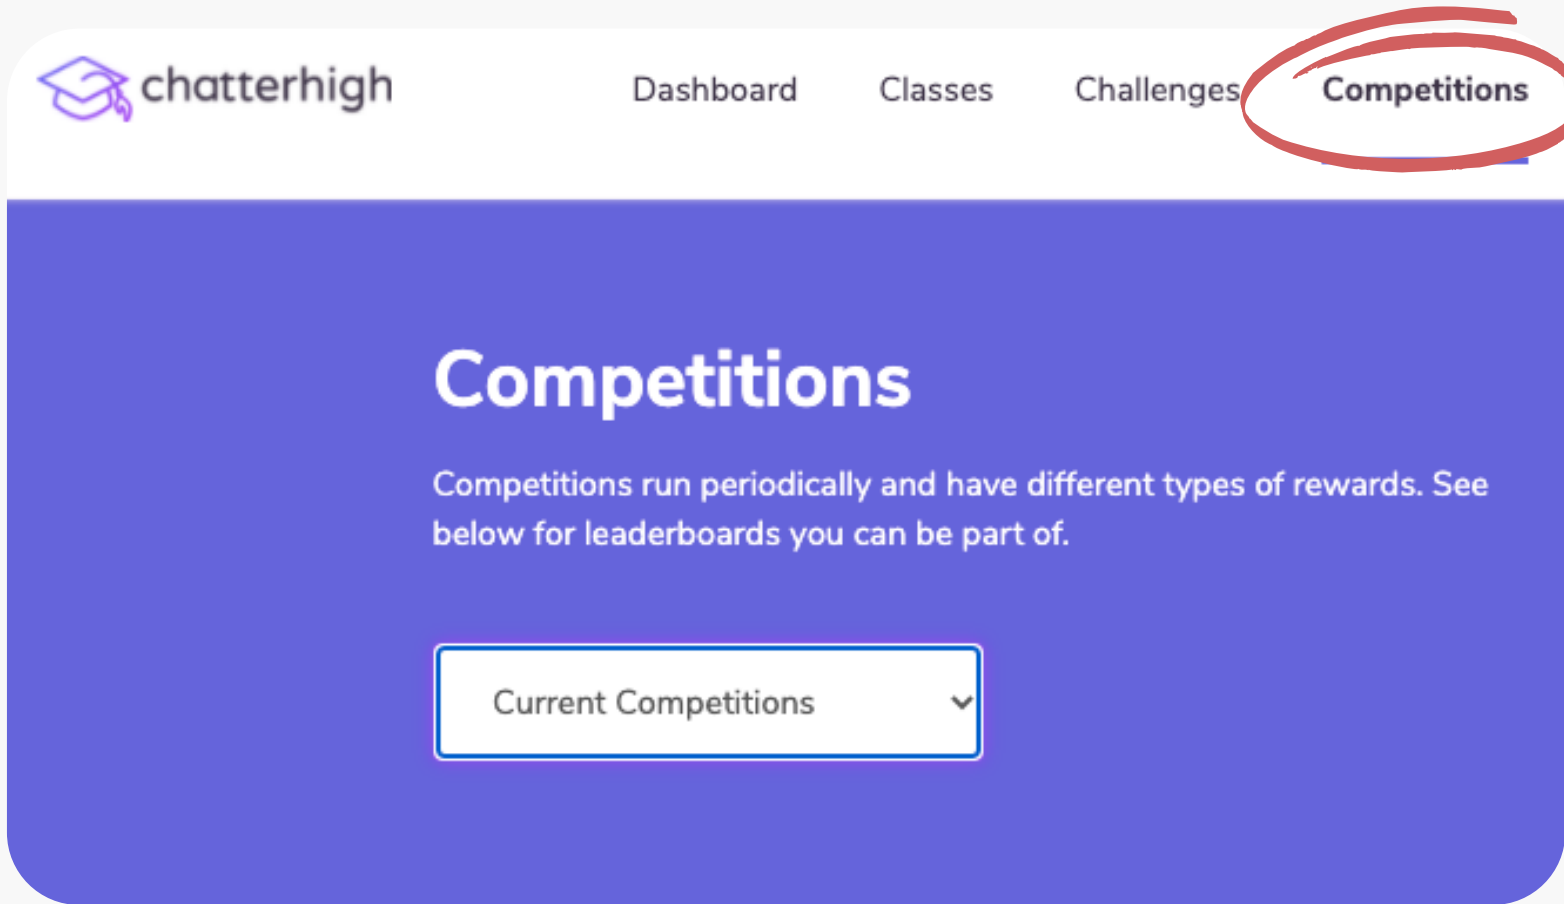 chatterhigh Dashboard Classes Challenges Competitions
Competitions
Competitions run periodically and have different types of rewards. See
below for leaderboards you can be part of.
Current Competitions